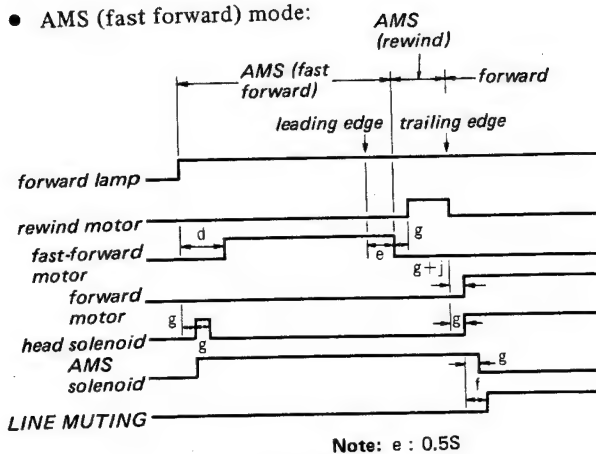 • AMS (fast forward) mode:
AMS
(rewind)
AMS (fast
forward)
forward
leading edge
trailing edge
forward lamp
rewind motor
d
g
fast-forward
motor
e
g+j
forward
motor
g
g
head solenoid
g
AMS
solenoid
g
f
LINE MUTING
Note: e : 0.5S